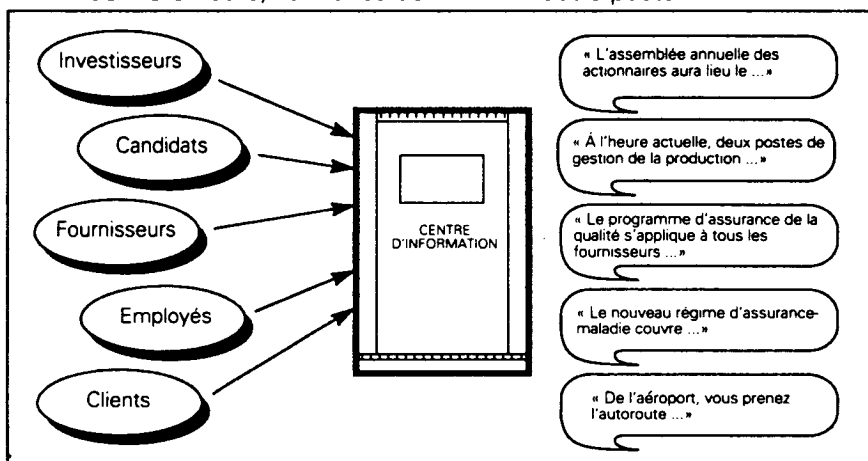 Investisseurs
Candidats
Fournisseurs
Employés
Clients
CENTRE
D'INFORMATION
« L'assemblée annuelle des
actionnaires aura lieu le ...»
« À l'heure actuelle, deux postes de
gestion de la production ...»
« Le programme d'assurance de la
qualité s'applique à tous les
fournisseurs ...»
« Le nouveau régime d'assurance-
maladie couvre ...»
« De l'aéroport, vous prenez
l'autoroute ...»